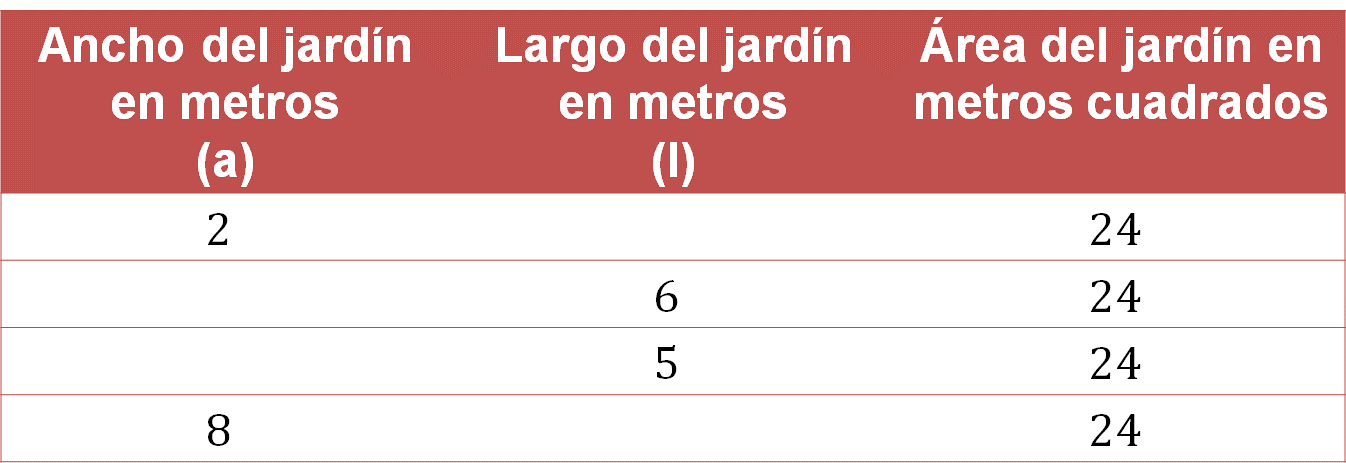 Ancho del jardín en metros (a) Largo del jardín en metros (l) Área del jardín en metros cuadrados
2 24
6 24
5 24
8 24